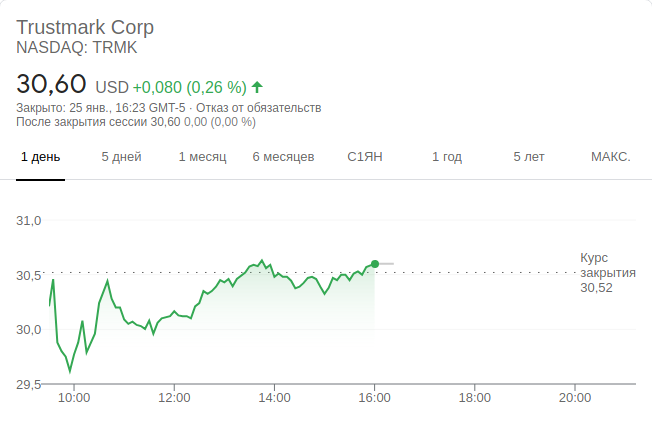 Trustmark Corp
NASDAQ: TRMK
30,60 USD +0,080 (0,26 %)
Закрыто: 25 янв., 16:23 GMT-5 · Отказ от обязательств
После закрытия сессии 30,60 0,00 (0,00 %)
1 день 5 дней 1 месяц 6 месяцев С1ЯН 1 год 5 лет МАКС.
31,0
30,5
30,0
29,5
Курс
закрытия
30,52
10:00 12:00 14:00 16:00 18:00 20:00